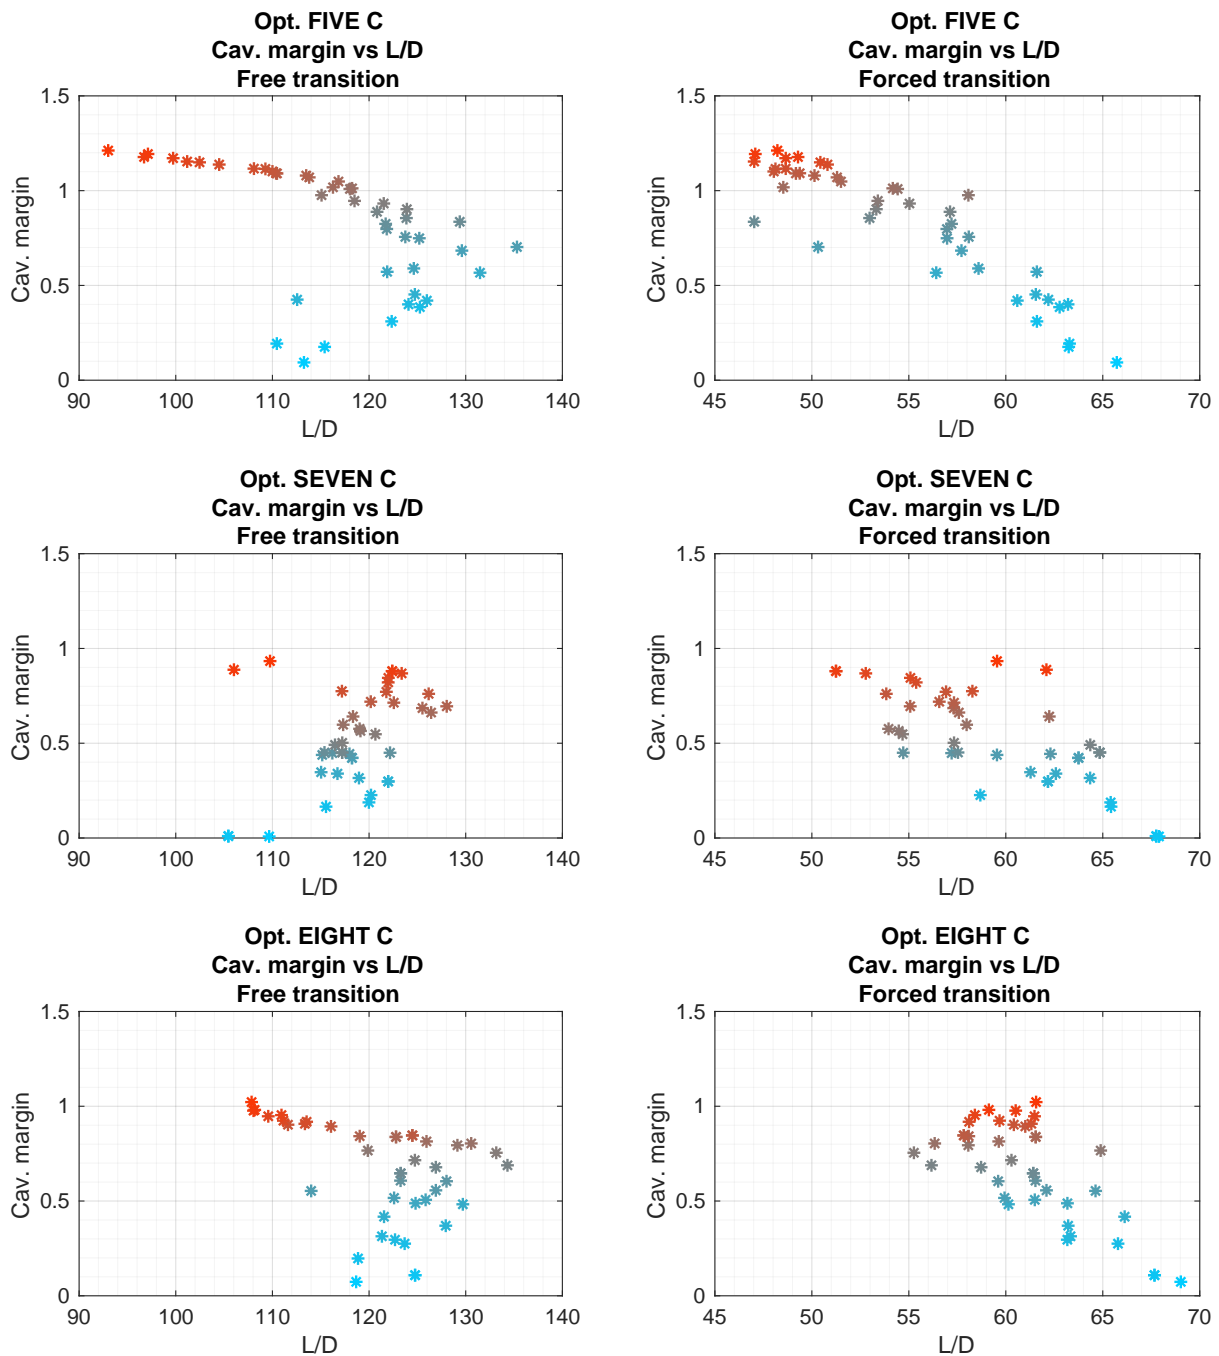 Opt. FIVE C
Cav. margin vs L/D
Free transition
1.5
1
0.5
0
Cav. margin
90 100 110 120 130 140
L/D
Opt. FIVE C
Cav. margin vs L/D
Forced transition
1.5
1
0.5
0
Cav. margin
45 50 55 60 65 70
L/D
Opt. SEVEN C
Cav. margin vs L/D
Free transition
1.5
1
0.5
0
Cav. margin
90 100 110 120 130 140
L/D
Opt. SEVEN C
Cav. margin vs L/D
Forced transition
1.5
1
0.5
0
Cav. margin
45 50 55 60 65 70
L/D
Opt. EIGHT C
Cav. margin vs L/D
Free transition
1.5
1
0.5
0
Cav. margin
90 100 110 120 130 140
L/D
Opt. EIGHT C
Cav. margin vs L/D
Forced transition
1.5
1
0.5
0
Cav. margin
45 50 55 60 65 70
L/D